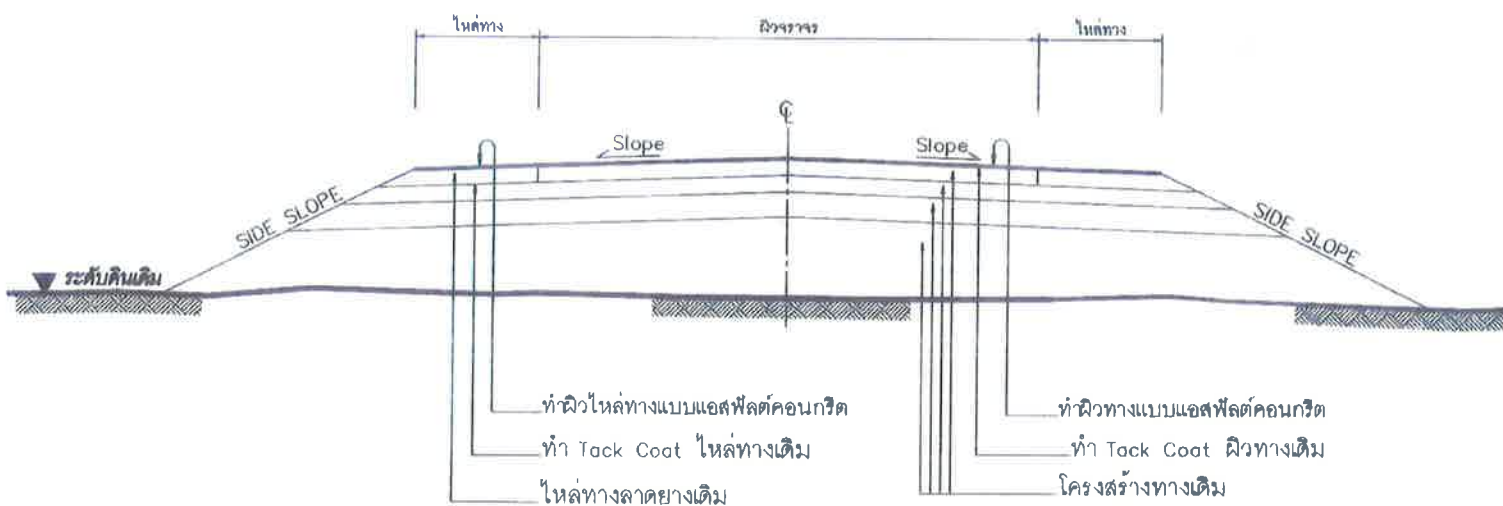 ไหล่ทาง
ผิวจราจร
ไหล่ทาง
℄
Slope
Slope
SIDE SLOPE
SIDE SLOPE
ระดับดินเดิม
ทำผิวไหล่ทางแบบแอสฟัลต์คอนกรีต
ทำ Tack Coat ไหล่ทางเดิม
ไหล่ทางลาดยางเดิม
ทำผิวทางแบบแอสฟัลต์คอนกรีต
ทำ Tack Coat ผิวทางเดิม
โครงสร้างทางเดิม